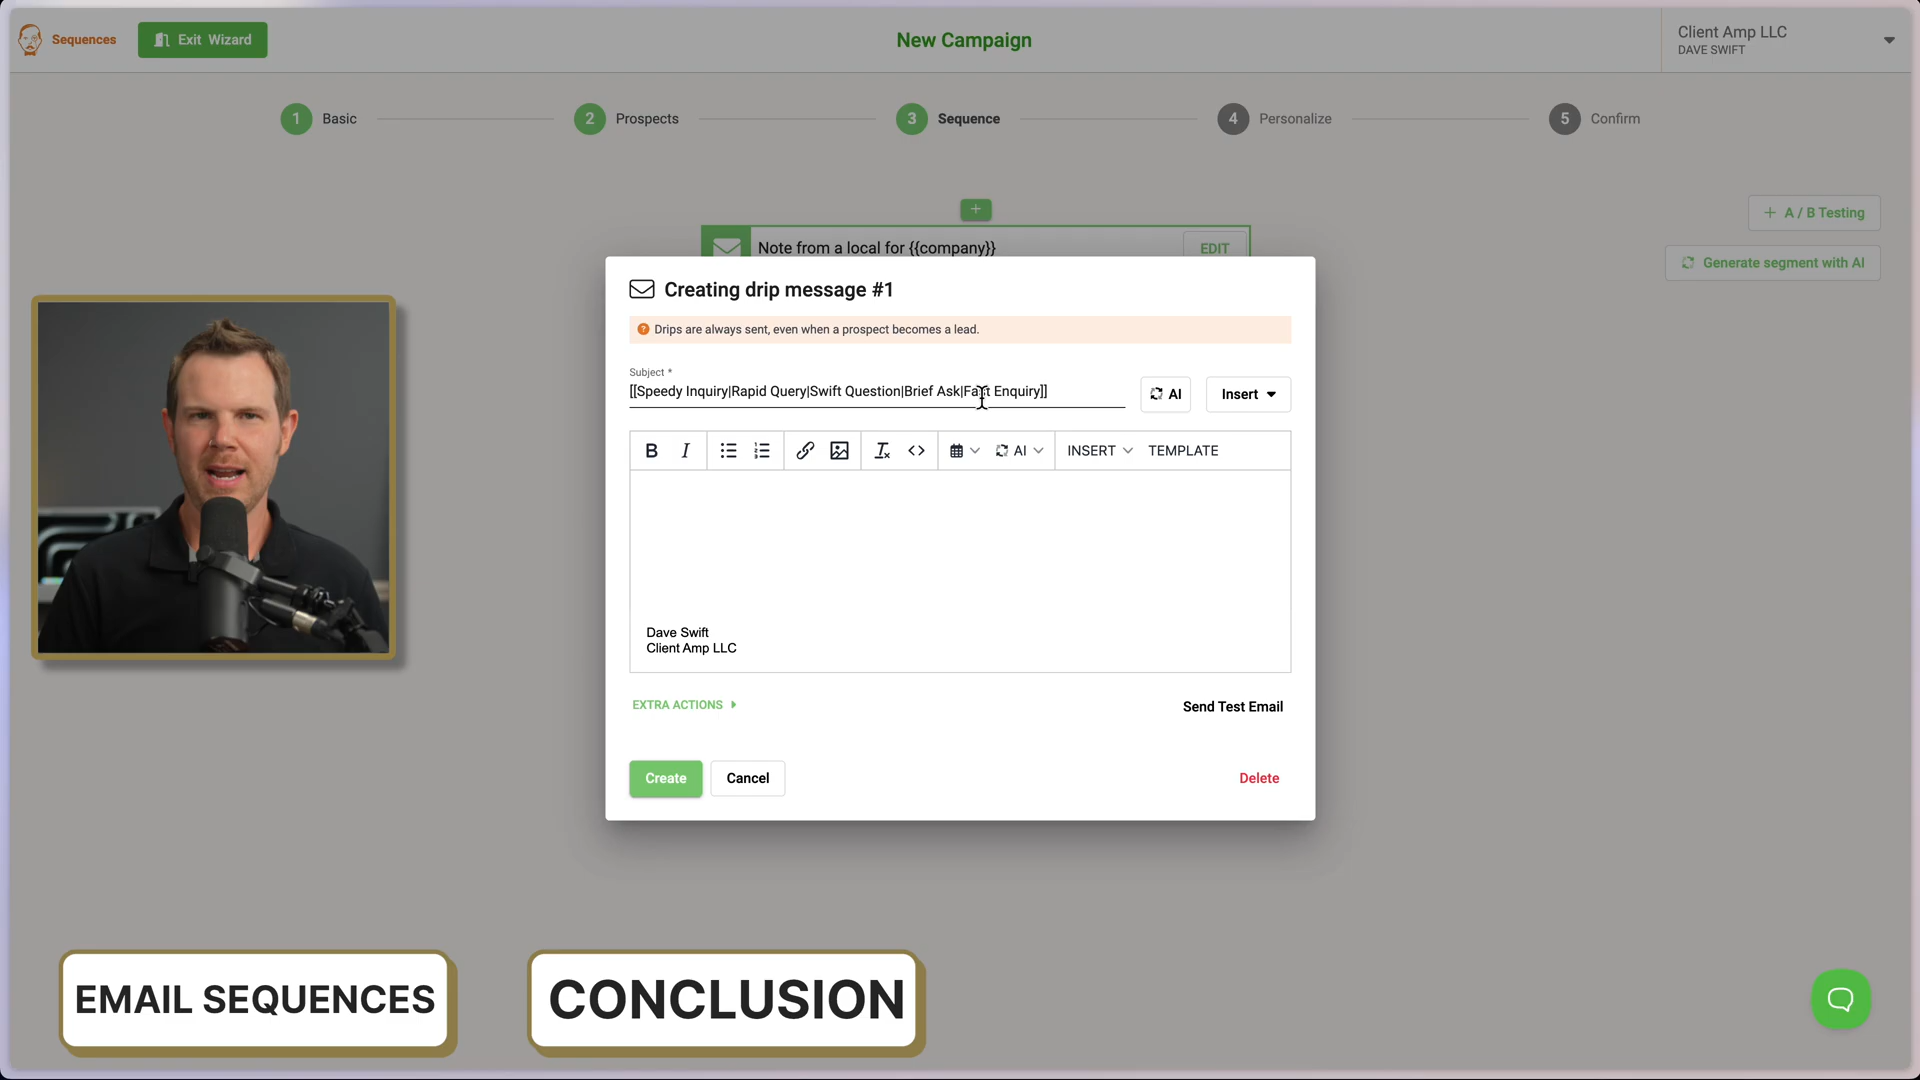 Sequences
Exit Wizard
New Campaign
Client Amp LLC
DAVE SWIFT
1 Basic
2 Prospects
3 Sequence
4 Personalize
5 Confirm
+
+ A / B Testing
Note from a local for {{company}}
EDIT
Generate segment with AI
Creating drip message #1
? Drips are always sent, even when a prospect becomes a lead.
Subject *
[[Speedy Inquiry|Rapid Query|Swift Question|Brief Ask|Fast Enquiry]]
AI
Insert
B I AI INSERT TEMPLATE
Dave Swift
Client Amp LLC
EXTRA ACTIONS
Send Test Email
Create
Cancel
Delete
EMAIL SEQUENCES
CONCLUSION